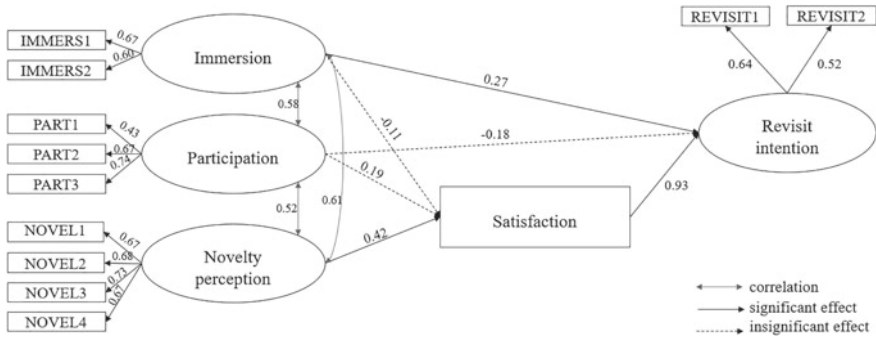 IMMERS1
0.67
IMMERS2
0.60
Immersion
REVISIT1
REVISIT2
0.64
0.52
0.27
0.58
-0.11
PART1
0.43
PART2
0.67
PART3
0.74
Participation
-0.18
0.19
Revisit
intention
0.52
0.61
Satisfaction
0.93
NOVEL1
0.67
NOVEL2
0.68
NOVEL3
0.73
NOVEL4
0.67
Novelty
perception
0.42
correlation
significant effect
insignificant effect